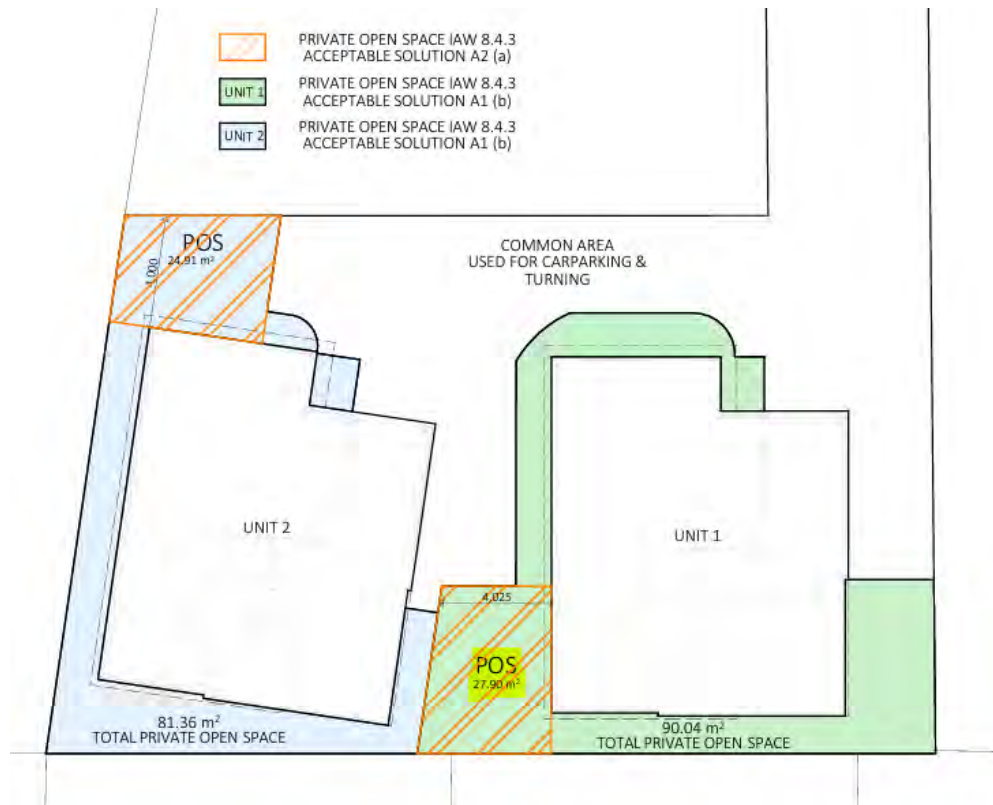 PRIVATE OPEN SPACE IAW 8.4.3
ACCEPTABLE SOLUTION A2 (a)
UNIT 1
PRIVATE OPEN SPACE IAW 8.4.3
ACCEPTABLE SOLUTION A1 (b)
UNIT 2
PRIVATE OPEN SPACE IAW 8.4.3
ACCEPTABLE SOLUTION A1 (b)
POS
24.91 m²
4,000
COMMON AREA
USED FOR CARPARKING &
TURNING
UNIT 2
UNIT 1
4,025
POS
27.90 m²
81.36 m²
TOTAL PRIVATE OPEN SPACE
90.04 m²
TOTAL PRIVATE OPEN SPACE